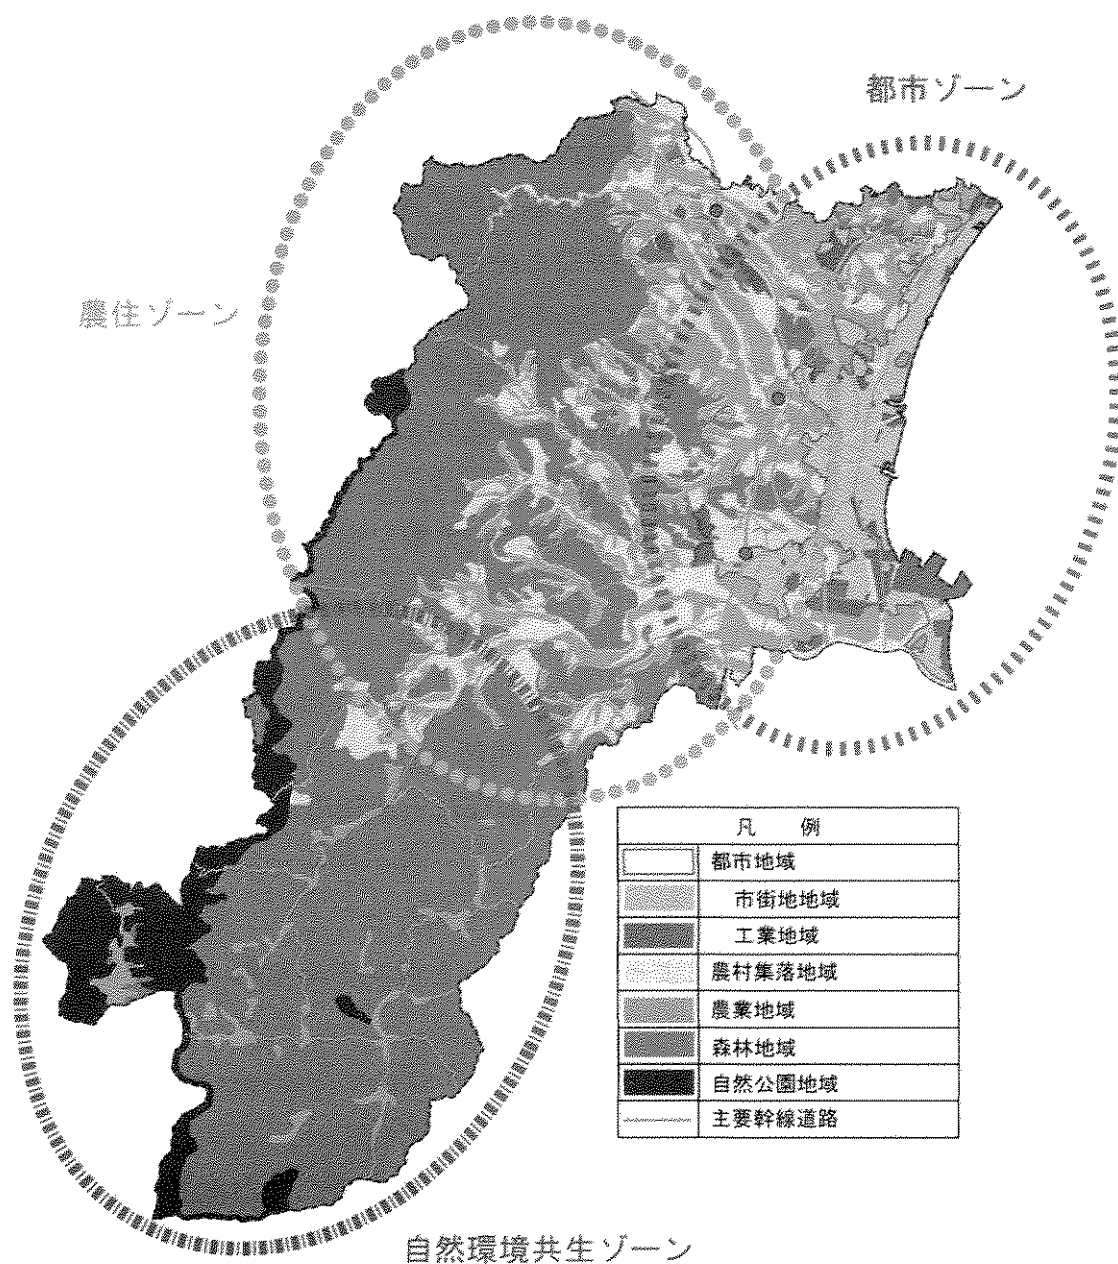 都市ゾーン
農住ゾーン
凡 例
都市地域
市街地地域
工業地域
農村集落地域
農業地域
森林地域
自然公園地域
主要幹線道路
自然環境共生ゾーン